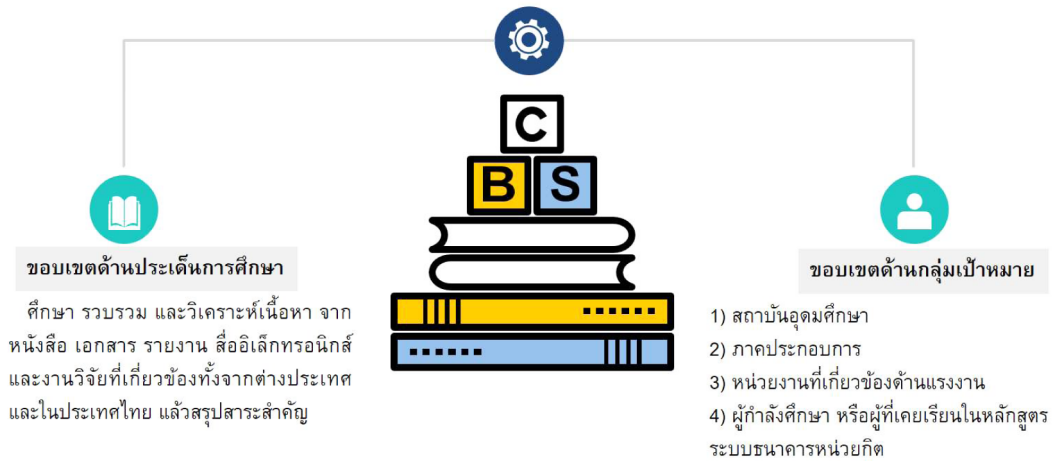 C
B S
ขอบเขตด้านประเด็นการศึกษา
ศึกษา รวบรวม และวิเคราะห์เนื้อหา จาก
หนังสือ เอกสาร รายงาน สื่ออิเล็กทรอนิกส์
และงานวิจัยที่เกี่ยวข้องทั้งจากต่างประเทศ
และในประเทศไทย แล้วสรุปสาระสำคัญ
ขอบเขตด้านกลุ่มเป้าหมาย
1) สถาบันอุดมศึกษา
2) ภาคประกอบการ
3) หน่วยงานที่เกี่ยวข้องด้านแรงงาน
4) ผู้กำลังศึกษา หรือผู้ที่เคยเรียนในหลักสูตร
ระบบธนาคารหน่วยกิต